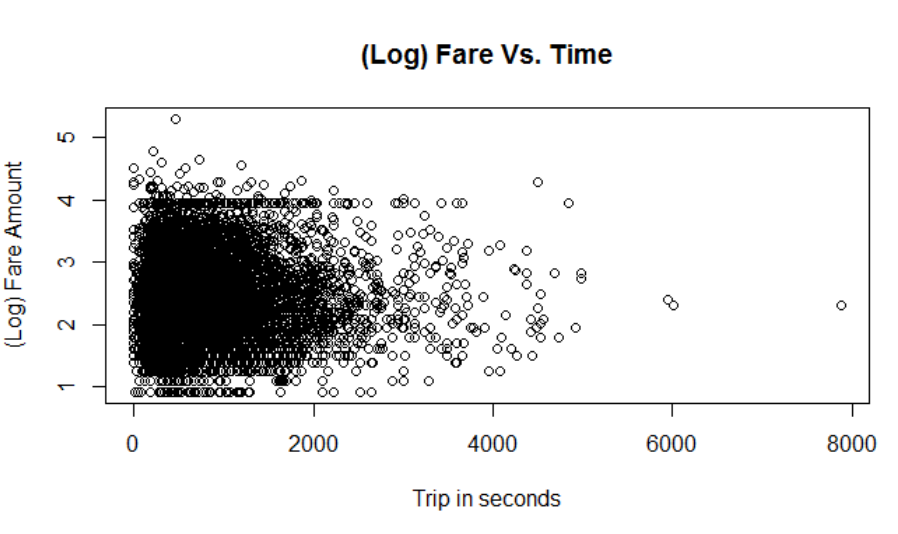 (Log) Fare Vs. Time
5
4
3
2
1
(Log) Fare Amount
0 2000 4000 6000 8000
Trip in seconds